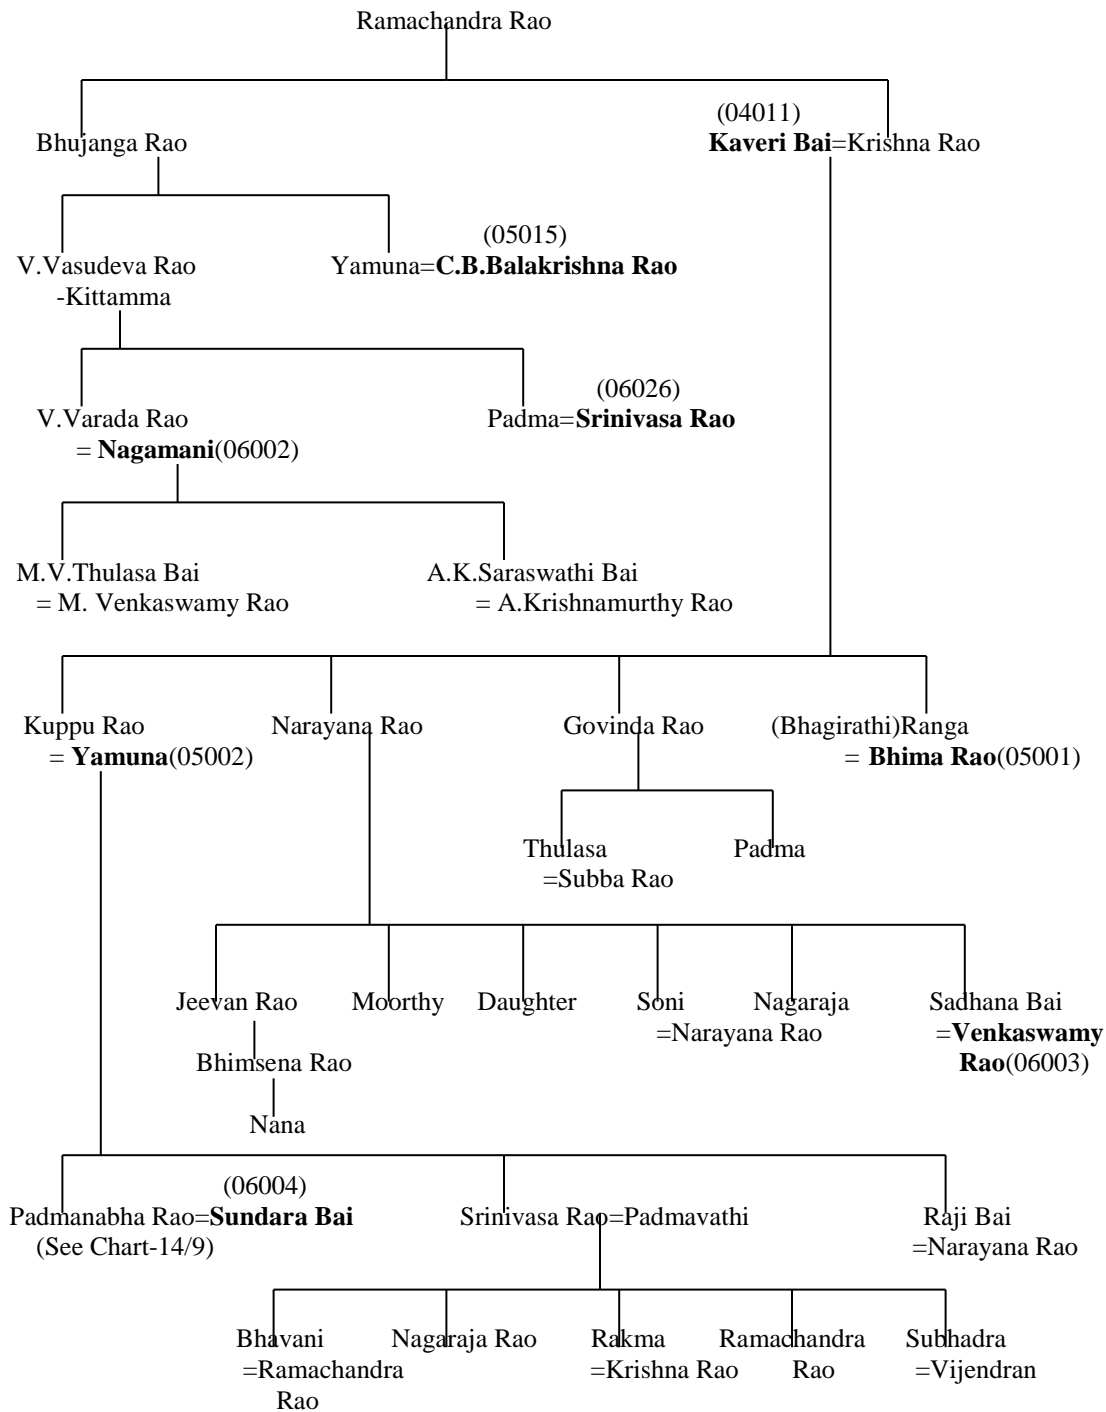 Ramachandra Rao
(04011)
Bhujanga Rao Kaveri Bai=Krishna Rao
(05015)
V.Vasudeva Rao Yamuna=C.B.Balakrishna Rao
-Kittamma
(06026)
V.Varada Rao Padma=Srinivasa Rao
= Nagamani(06002)
M.V.Thulasa Bai A.K.Saraswathi Bai
= M. Venkaswamy Rao = A.Krishnamurthy Rao
Kuppu Rao Narayana Rao Govinda Rao (Bhagirathi)Ranga
= Yamuna(05002) = Bhima Rao(05001)
Thulasa Padma
=Subba Rao
Jeevan Rao Moorthy Daughter Soni Nagaraja Sadhana Bai
=Narayana Rao =Venkaswamy
Bhimsena Rao Rao(06003)
Nana
(06004)
Padmanabha Rao=Sundara Bai Srinivasa Rao=Padmavathi Raji Bai
(See Chart-14/9) =Narayana Rao
Bhavani Nagaraja Rao Rakma Ramachandra Subhadra
=Ramachandra =Krishna Rao Rao =Vijendran
Rao